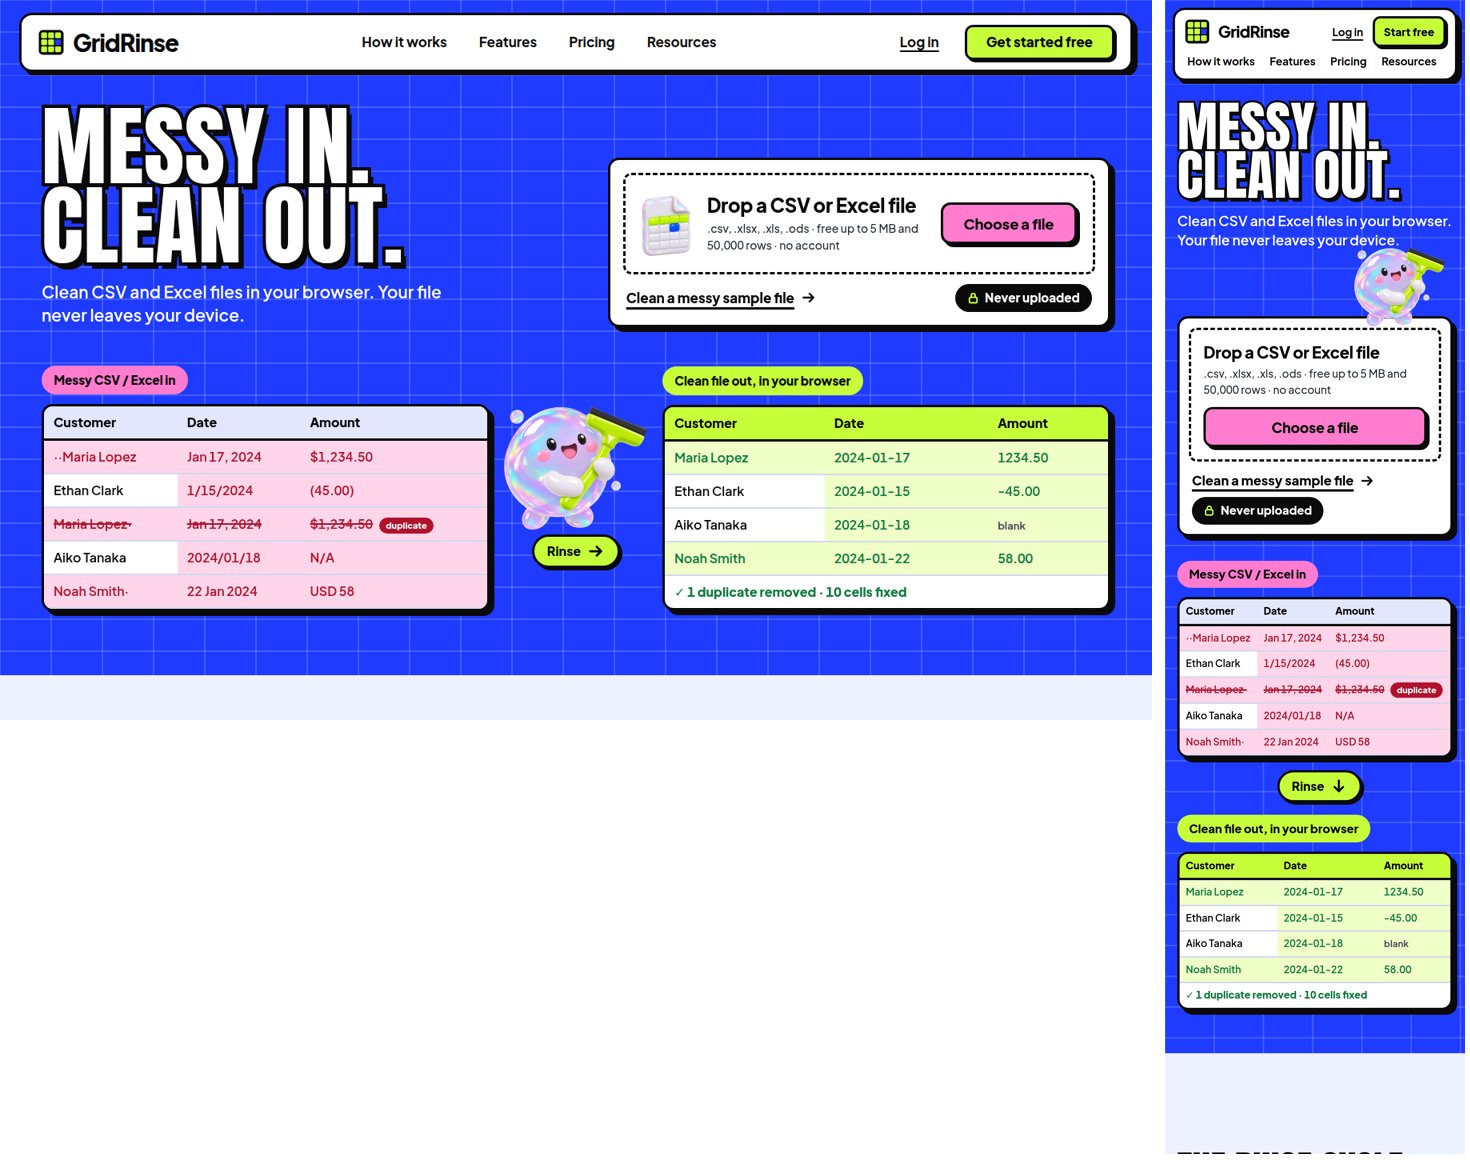 GridRinse
How it works Features Pricing Resources
Log in
Get started free
MESSY IN.
CLEAN OUT.
Clean CSV and Excel files in your browser. Your file
never leaves your device.
Drop a CSV or Excel file
.csv, .xlsx, .xls, .ods · free up to 5 MB and
50,000 rows · no account
Choose a file
Clean a messy sample file →
Never uploaded
Messy CSV / Excel in
Customer Date Amount
··Maria Lopez Jan 17, 2024 $1,234.50
Ethan Clark 1/15/2024 (45.00)
Maria Lopez· Jan 17, 2024 $1,234.50 duplicate
Aiko Tanaka 2024/01/18 N/A
Noah Smith· 22 Jan 2024 USD 58
Rinse →
Clean file out, in your browser
Customer Date Amount
Maria Lopez 2024-01-17 1234.50
Ethan Clark 2024-01-15 -45.00
Aiko Tanaka 2024-01-18 blank
Noah Smith 2024-01-22 58.00
✓ 1 duplicate removed · 10 cells fixed
GridRinse
Log in
Start free
How it works Features Pricing Resources
MESSY IN.
CLEAN OUT.
Clean CSV and Excel files in your browser.
Your file never leaves your device.
Drop a CSV or Excel file
.csv, .xlsx, .xls, .ods · free up to 5 MB and
50,000 rows · no account
Choose a file
Clean a messy sample file →
Never uploaded
Messy CSV / Excel in
Customer Date Amount
··Maria Lopez Jan 17, 2024 $1,234.50
Ethan Clark 1/15/2024 (45.00)
Maria Lopez· Jan 17, 2024 $1,234.50 duplicate
Aiko Tanaka 2024/01/18 N/A
Noah Smith· 22 Jan 2024 USD 58
Rinse ↓
Clean file out, in your browser
Customer Date Amount
Maria Lopez 2024-01-17 1234.50
Ethan Clark 2024-01-15 -45.00
Aiko Tanaka 2024-01-18 blank
Noah Smith 2024-01-22 58.00
✓ 1 duplicate removed · 10 cells fixed